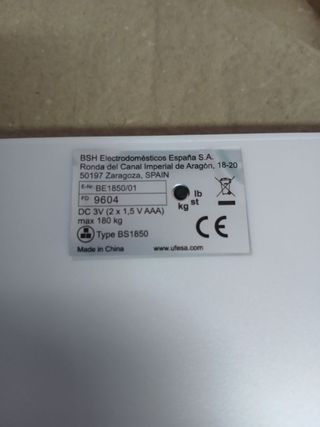 BSH Electrodomésticos España S.A.
Ronda del Canal Imperial de Aragón, 18-20
50197 Zaragoza, SPAIN
E-Nr. BE1850/01
FD 9604
lb
kg st
DC 3V (2 x 1,5 V AAA)
max 180 kg
Type BS1850
CE
Made in China
www.ufesa.com